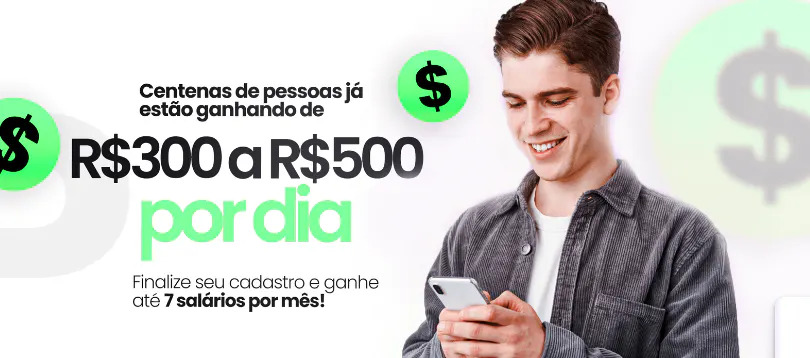 Centenas de pessoas já
estão ganhando de
R$300 a R$500
por dia
Finalize seu cadastro e ganhe
até 7 salários por mês!
$
$
$